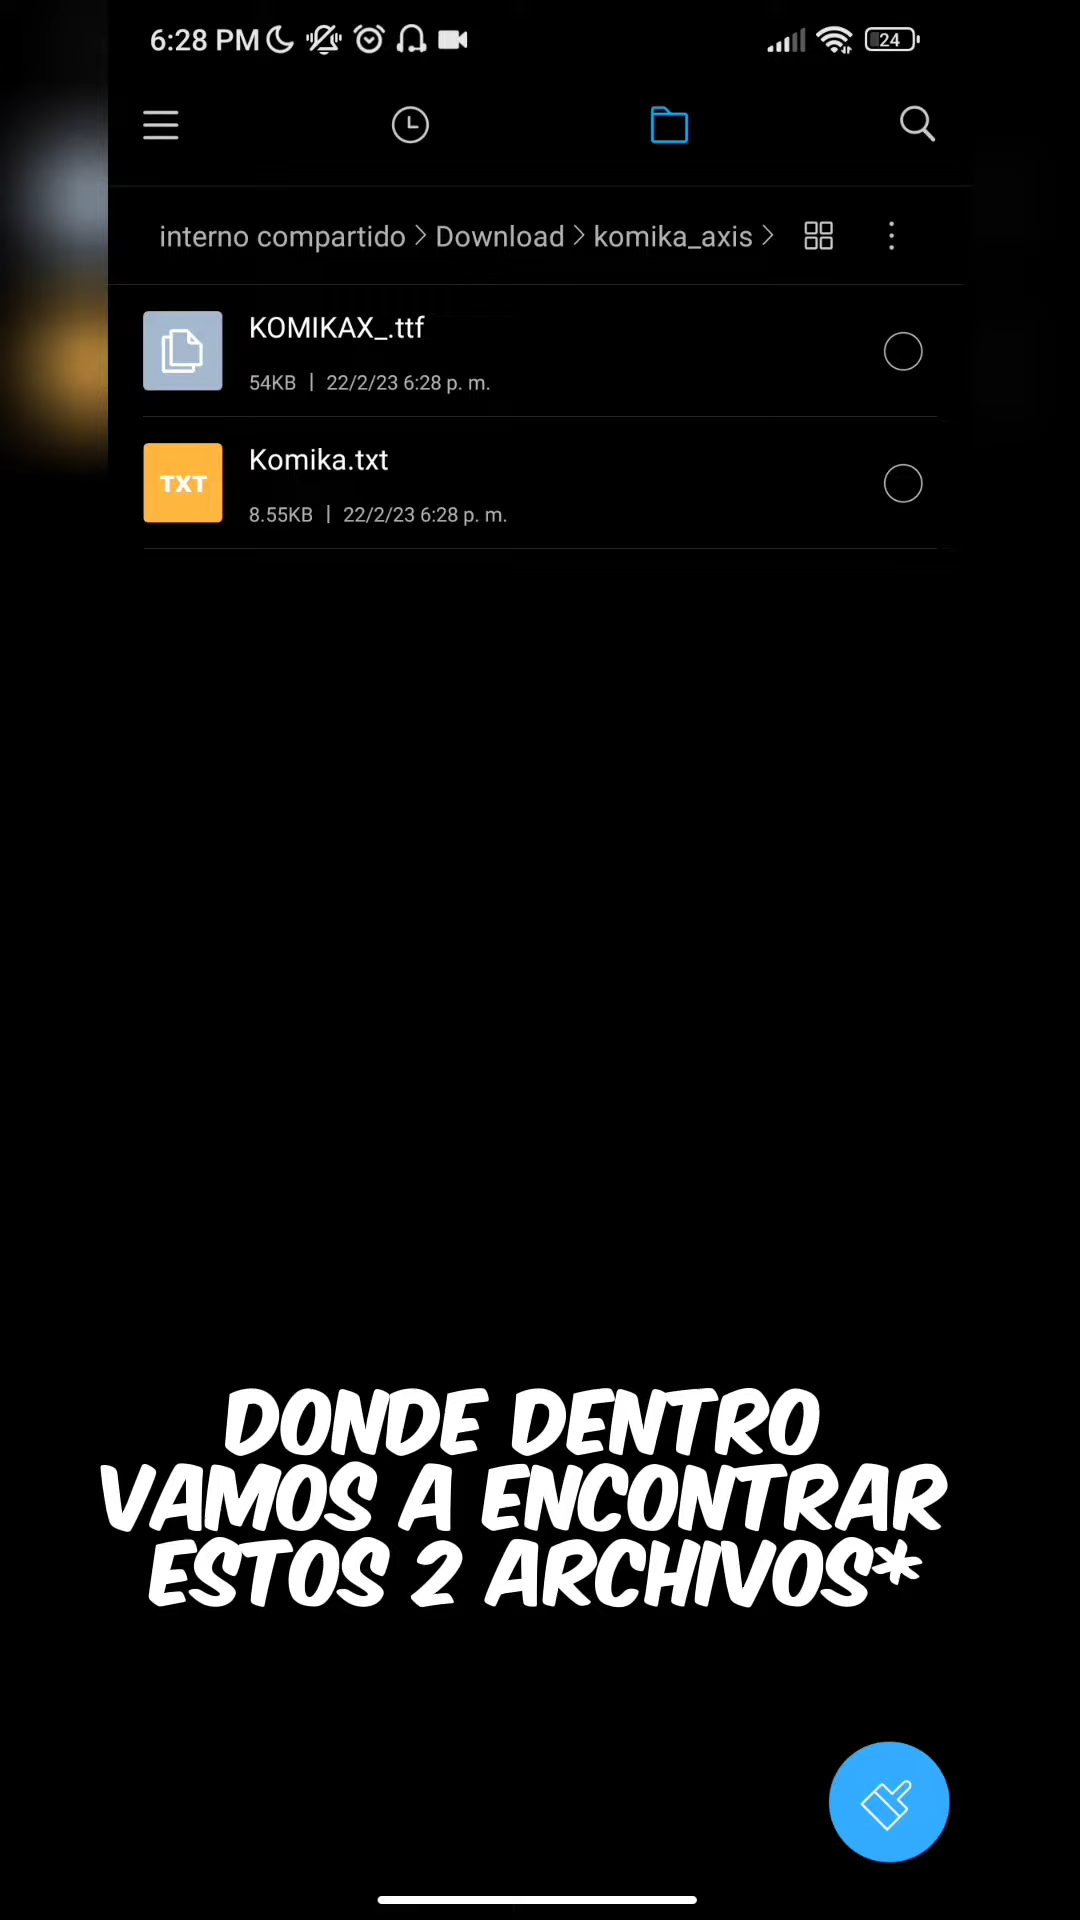 6:28 PM
24
interno compartido > Download > komika_axis >
KOMIKAX_.ttf
54KB | 22/2/23 6:28 p. m.
TXT
Komika.txt
8.55KB | 22/2/23 6:28 p. m.
DONDE DENTRO
VAMOS A ENCONTRAR
ESTOS 2 ARCHIVOS*